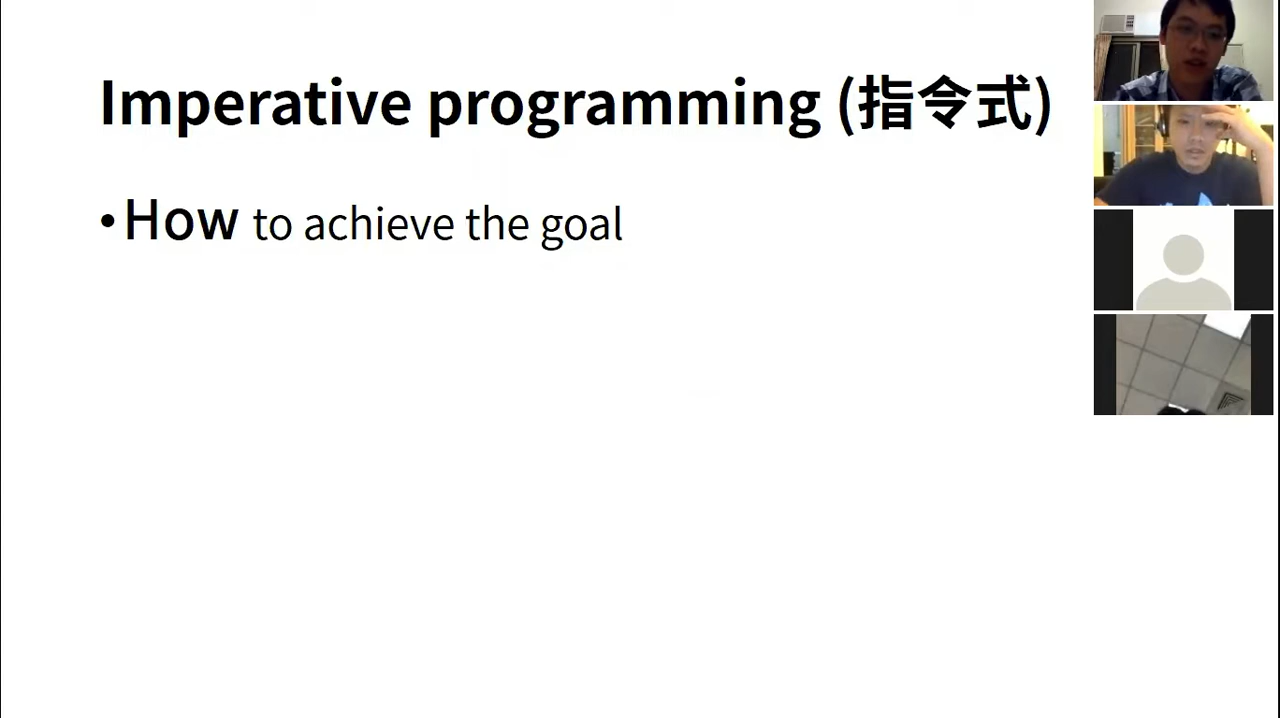 Imperative programming (指令式)
•How to achieve the goal